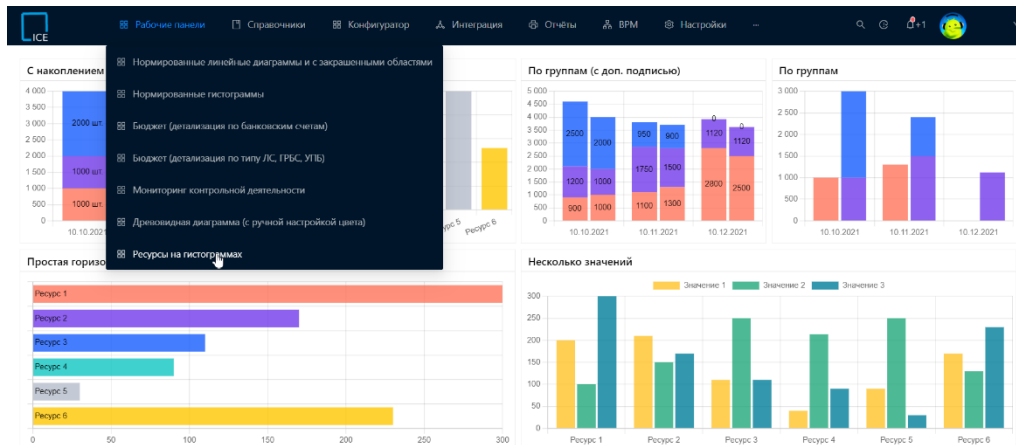 ICE
Рабочие панели
Справочники
Конфигуратор
Интеграция
Отчёты
BPM
Настройки
...
+1
Нормированные линейные диаграммы и с закрашенными областями
Нормированные гистограммы
Бюджет (детализация по банковским счетам)
Бюджет (детализация по типу ЛС, ГРБС, УПБ)
Мониторинг контрольной деятельности
Древовидная диаграмма (с ручной настройкой цвета)
Ресурсы на гистограммах
С накоплением
4 000
3 500
3 000
2 500
2 000
1 500
1 000
500
0
2000 шт.
1000 шт.
1000 шт.
10.10.2021
Ресурс 6
По группам (с доп. подписью)
5 000
4 500
4 000
3 500
3 000
2 500
2 000
1 500
1 000
500
0
2500
1200
900
2000
1000
1000
950
1750
1100
900
1500
1300
0
1120
2800
0
1120
2500
10.10.2021
10.11.2021
10.12.2021
По группам
3 000
2 500
2 000
1 500
1 000
500
0
10.10.2021
10.11.2021
10.12.2021
Простая горизо
Ресурс 1
Ресурс 2
Ресурс 3
Ресурс 4
Ресурс 5
Ресурс 6
0
50
100
150
200
250
300
Несколько значений
Значение 1
Значение 2
Значение 3
300
250
200
150
100
50
0
Ресурс 1
Ресурс 2
Ресурс 3
Ресурс 4
Ресурс 5
Ресурс 6